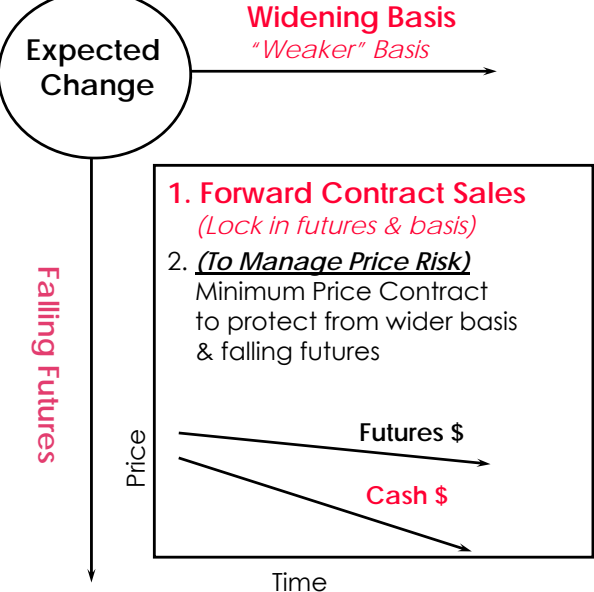 Widening Basis
"Weaker" Basis
Expected
Change
Falling Futures
1. Forward Contract Sales
(Lock in futures & basis)
2. (To Manage Price Risk)
Minimum Price Contract
to protect from wider basis
& falling futures
Futures $
Cash $
Price
Time